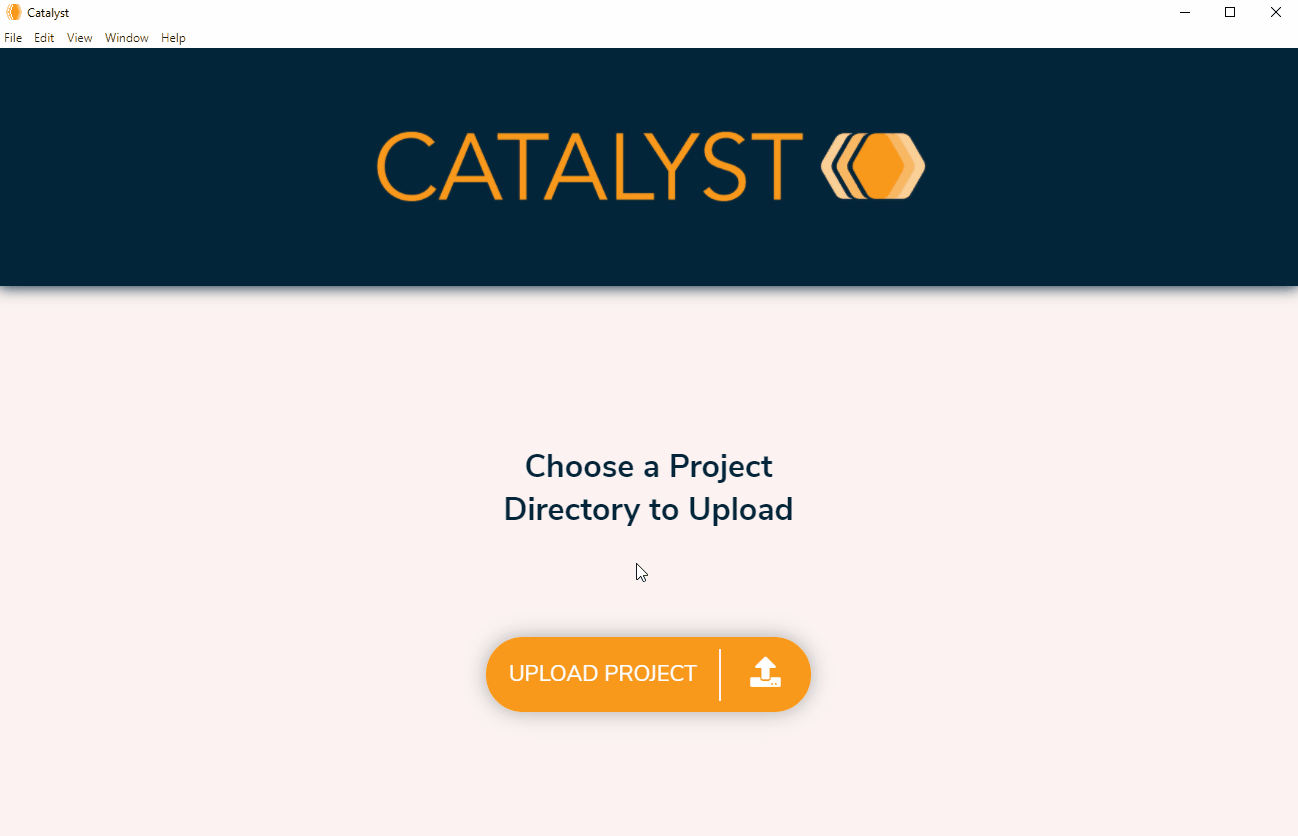 Catalyst
File Edit View Window Help
CATALYST
Choose a Project
Directory to Upload
UPLOAD PROJECT